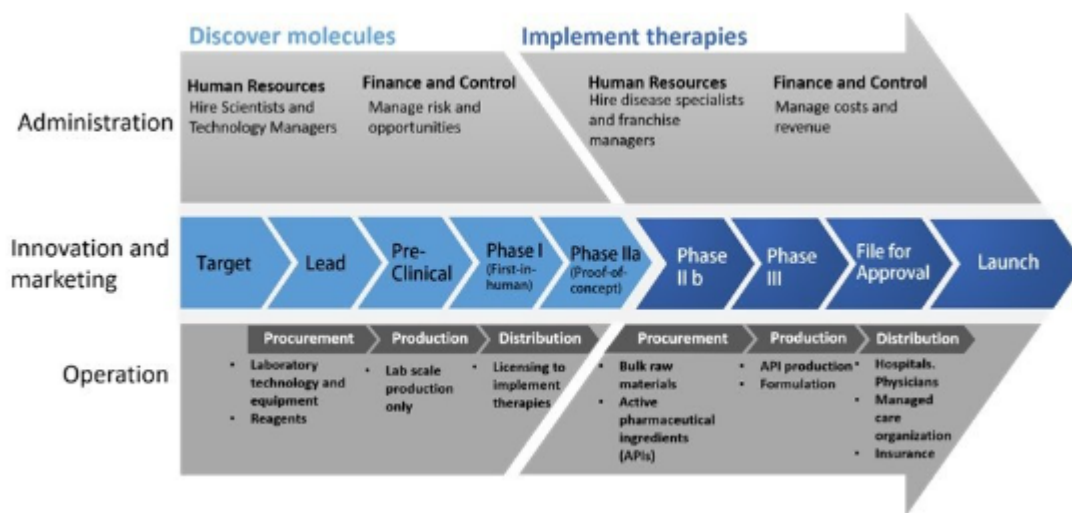 Discover molecules
Implement therapies
Administration
Human Resources
Hire Scientists and
Technology Managers
Finance and Control
Manage risk and
opportunities
Human Resources
Hire disease specialists
and franchise
managers
Finance and Control
Manage costs and
revenue
Innovation and
marketing
Target
Lead
Pre-
Clinical
Phase I
(First-in-
human)
Phase IIa
(Proof-of-
concept)
Phase
II b
Phase
III
File for
Approval
Launch
Operation
Procurement
• Laboratory
technology and
equipment
• Reagents
Production
• Lab scale
production
only
Distribution
• Licensing to
implement
therapies
Procurement
• Bulk raw
materials
• Active
pharmaceutical
ingredients
(APIs)
Production
• API production
• Formulation
Distribution
• Hospitals.
Physicians
• Managed
care
organization
• Insurance